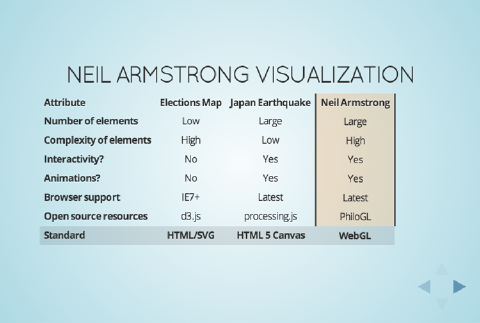 NEIL ARMSTRONG VISUALIZATION
Attribute Elections Map Japan Earthquake Neil Armstrong
Number of elements Low Large Large
Complexity of elements High Low High
Interactivity? No Yes Yes
Animations? No Yes Yes
Browser support IE7+ Latest Latest
Open source resources d3.js processing.js PhiloGL
Standard HTML/SVG HTML 5 Canvas WebGL